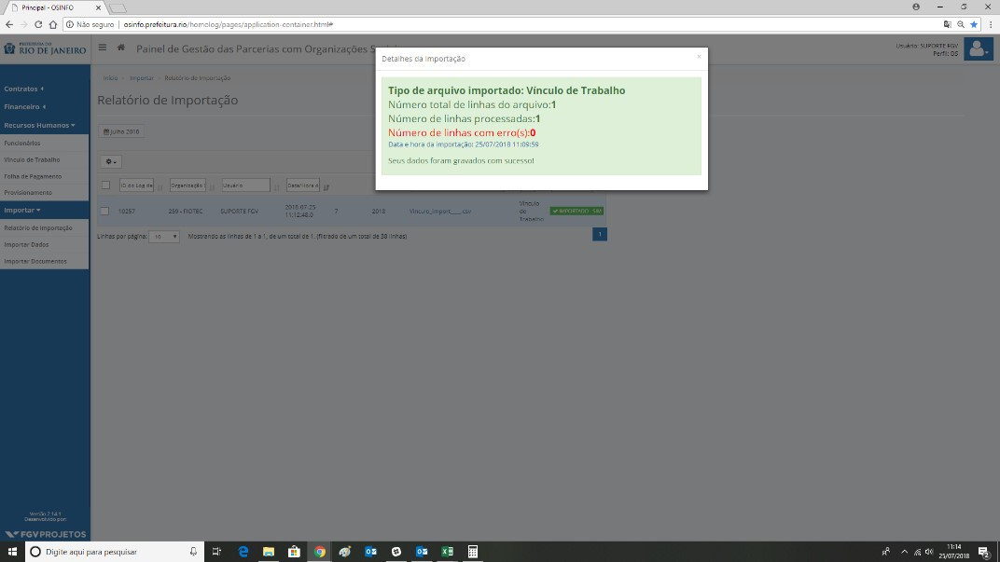 Principal - OSINFO
Não seguro | osinfo.prefeitura.rio/homolog/pages/application-container.html#
PREFEITURA DO
RIO DE JANEIRO
Painel de Gestão das Parcerias com Organizações
Usuário: SUPORTE FGV
Perfil: OS
Contratos
Financeiro
Recursos Humanos
Funcionários
Vínculo de Trabalho
Folha de Pagamento
Provisionamento
Importar
Relatório de Importação
Importar Dados
Importar Documentos
Versão 2.14.1
Desenvolvido por:
FGV PROJETOS
Início
Importar
Relatório de Importação
Relatório de Importação
Julho 2018
ID do Log de
Organização
Usuário
Data/Hora d
10287
289 - FIOTEC
SUPORTE FGV
2018-07-25
11:12:48.0
7
2018
Vinculo_Import____.csv
Vínculo
de
Trabalho
Linhas por página:
10
Mostrando as linhas de 1 a 1, de um total de 1. (filtrado de um total de 38 linhas)
1
Detalhes da Importação
×
Tipo de arquivo importado: Vínculo de Trabalho
Número total de linhas do arquivo:1
Número de linhas processadas:1
Número de linhas com erro(s):0
Data e hora da importação: 25/07/2018 11:09:59
Seus dados foram gravados com sucesso!
Digite aqui para pesquisar
11:14
25/07/2018